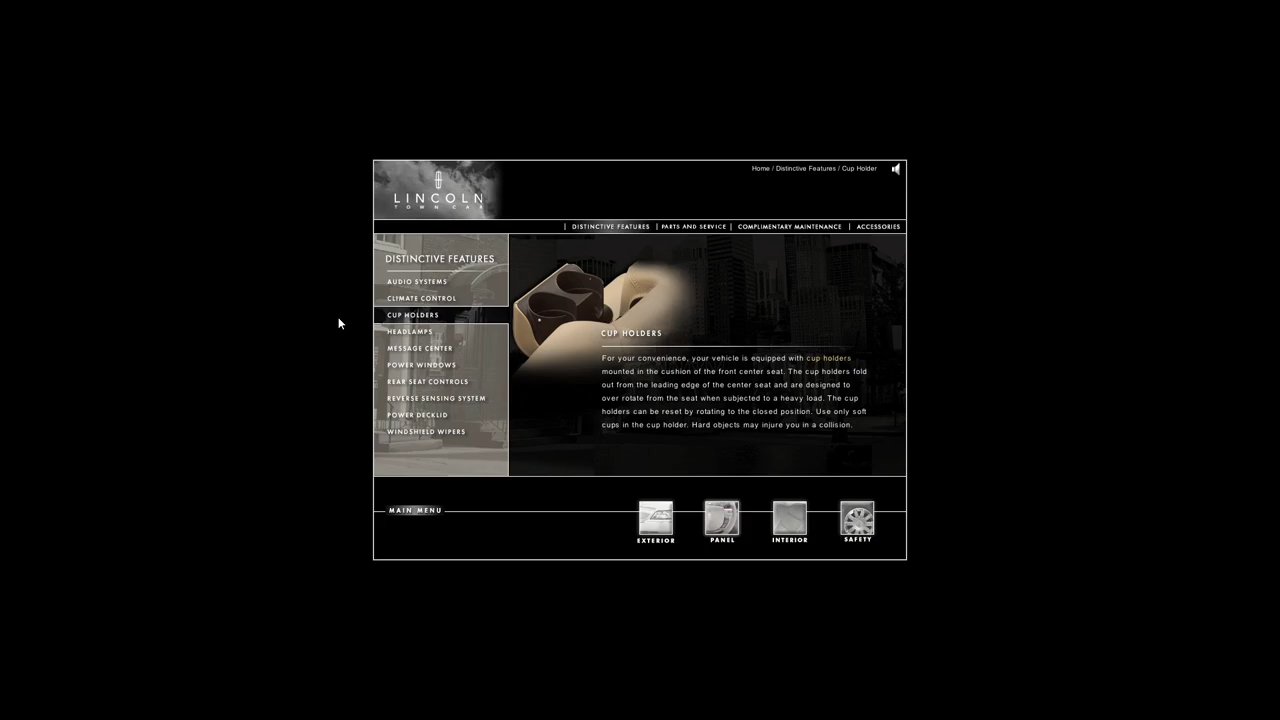 Home / Distinctive Features / Cup Holder
LINCOLN
TOWN CAR
DISTINCTIVE FEATURES
PARTS AND SERVICE
COMPLIMENTARY MAINTENANCE
ACCESSORIES
DISTINCTIVE FEATURES
AUDIO SYSTEMS
CLIMATE CONTROL
CUP HOLDERS
HEADLAMPS
MESSAGE CENTER
POWER WINDOWS
REAR SEAT CONTROLS
REVERSE SENSING SYSTEM
POWER DECKLID
WINDSHIELD WIPERS
CUP HOLDERS
For your convenience, your vehicle is equipped with cup holders
mounted in the cushion of the front center seat. The cup holders fold
out from the leading edge of the center seat and are designed to
over rotate from the seat when subjected to a heavy load. The cup
holders can be reset by rotating to the closed position. Use only soft
cups in the cup holder. Hard objects may injure you in a collision.
MAIN MENU
EXTERIOR
PANEL
INTERIOR
SAFETY